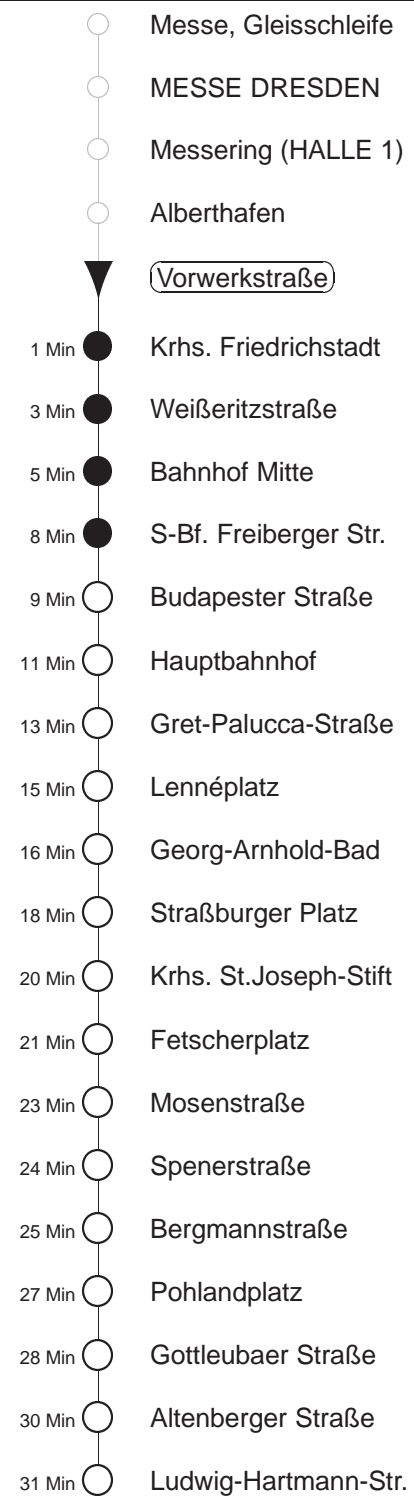 Messe, Gleisschleife
MESSE DRESDEN
Messering (HALLE 1)
Alberthafen
Vorwerkstraße
1 Min Krhs. Friedrichstadt
3 Min Weißeritzstraße
5 Min Bahnhof Mitte
8 Min S-Bf. Freiberger Str.
9 Min Budapester Straße
11 Min Hauptbahnhof
13 Min Gret-Palucca-Straße
15 Min Lennéplatz
16 Min Georg-Arnhold-Bad
18 Min Straßburger Platz
20 Min Krhs. St.Joseph-Stift
21 Min Fetscherplatz
23 Min Mosenstraße
24 Min Spenerstraße
25 Min Bergmannstraße
27 Min Pohlandplatz
28 Min Gottleubaer Straße
30 Min Altenberger Straße
31 Min Ludwig-Hartmann-Str.